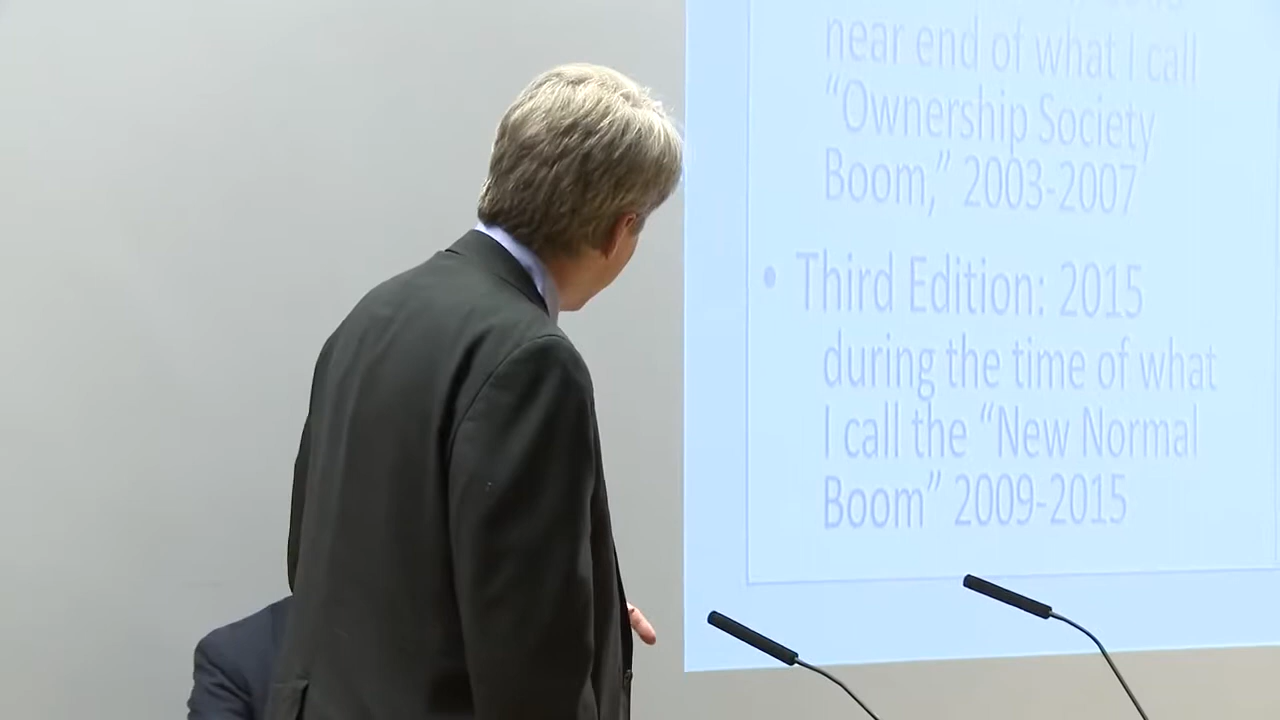 near end of what I call
“Ownership Society
Boom,” 2003-2007
• Third Edition: 2015
during the time of what
I call the “New Normal
Boom” 2009-2015